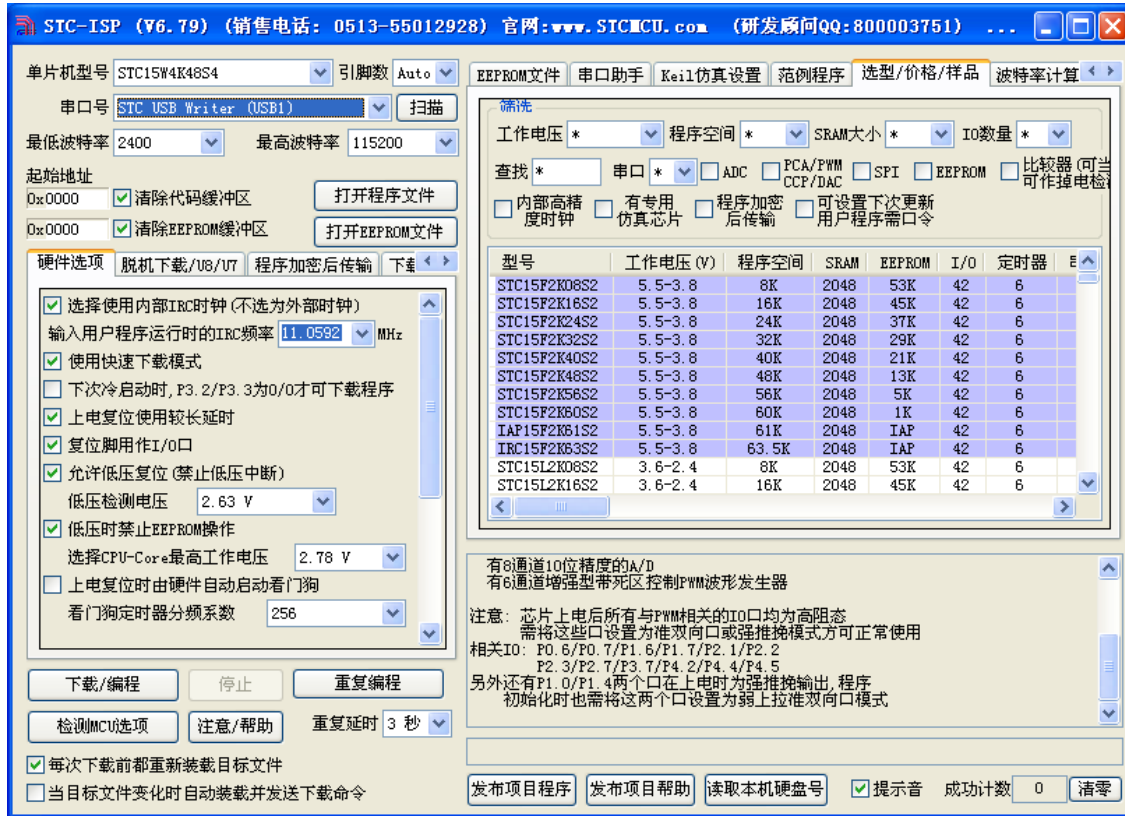 STC-ISP (V6.79) (销售电话: 0513-55012928) 官网:www.STCMCU.com (研发顾问QQ:800003751) ...
单片机型号 STC15W4K48S4 引脚数 Auto
串口号 STC USB Writer (USB1) 扫描
最低波特率 2400 最高波特率 115200
起始地址
0x0000 清除代码缓冲区 打开程序文件
0x0000 清除EEPROM缓冲区 打开EEPROM文件
硬件选项 脱机下载/U8/U7 程序加密后传输
选择使用内部IRC时钟(不选为外部时钟)
输入用户程序运行时的IRC频率 11.0592 MHz
使用快速下载模式
下次冷启动时,P3.2/P3.3为0/0才可下载程序
上电复位使用较长延时
复位脚用作I/O口
允许低压复位(禁止低压中断)
低压检测电压 2.63 V
低压时禁止EEPROM操作
选择CPU-Core最高工作电压 2.78 V
上电复位时由硬件自动启动看门狗
看门狗定时器分频系数 256
下载/编程 停止 重复编程
检测MCU选项 注意/帮助 重复延时 3 秒
每次下载前都重新装载目标文件
当目标文件变化时自动装载并发送下载命令
EEPROM文件 串口助手 Keil仿真设置 范例程序 选型/价格/样品 波特率计算
筛选
工作电压 * 程序空间 * SRAM大小 * IO数量 *
查找 * 串口 * ADC PCA/PWM CCP/DAC SPI EEPROM 比较器(可当 可作掉电检
内部高精度时钟 有专用仿真芯片 程序加密后传输 可设置下次更新用户程序需口令
型号 工作电压(V) 程序空间 SRAM EEPROM I/O 定时器
STC15F2K08S2 5.5-3.8 8K 2048 53K 42 6
STC15F2K16S2 5.5-3.8 16K 2048 45K 42 6
STC15F2K24S2 5.5-3.8 24K 2048 37K 42 6
STC15F2K32S2 5.5-3.8 32K 2048 29K 42 6
STC15F2K40S2 5.5-3.8 40K 2048 21K 42 6
STC15F2K48S2 5.5-3.8 48K 2048 13K 42 6
STC15F2K56S2 5.5-3.8 56K 2048 5K 42 6
STC15F2K60S2 5.5-3.8 60K 2048 1K 42 6
IAP15F2K61S2 5.5-3.8 61K 2048 IAP 42 6
IRC15F2K63S2 5.5-3.8 63.5K 2048 IAP 42 6
STC15L2K08S2 3.6-2.4 8K 2048 53K 42 6
STC15L2K16S2 3.6-2.4 16K 2048 45K 42 6
有8通道10位精度的A/D
有6通道增强型带死区控制PWM波形发生器
注意: 芯片上电后所有与PWM相关的IO口均为高阻态
需将这些口设置为准双向口或强推挽模式方可正常使用
相关IO: P0.6/P0.7/P1.6/P1.7/P2.1/P2.2
P2.3/P2.7/P3.7/P4.2/P4.4/P4.5
另外还有P1.0/P1.4两个口在上电时为强推挽输出,程序
初始化时也需将这两个口设置为弱上拉准双向口模式
发布项目程序 发布项目帮助 读取本机硬盘号 提示音 成功计数 0 清零